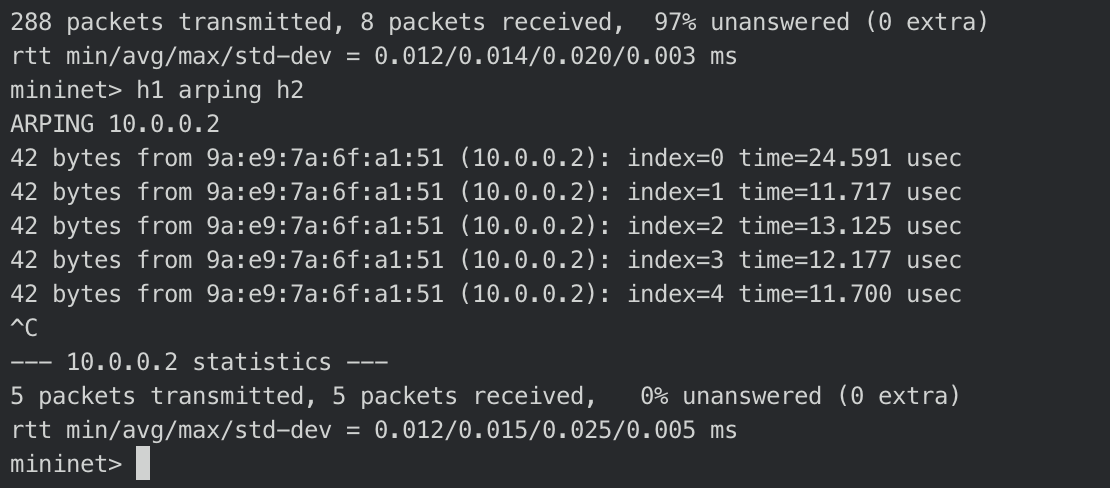 288 packets transmitted, 8 packets received,  97% unanswered (0 extra)
rtt min/avg/max/std-dev = 0.012/0.014/0.020/0.003 ms
mininet> h1 arping h2
ARPING 10.0.0.2
42 bytes from 9a:e9:7a:6f:a1:51 (10.0.0.2): index=0 time=24.591 usec
42 bytes from 9a:e9:7a:6f:a1:51 (10.0.0.2): index=1 time=11.717 usec
42 bytes from 9a:e9:7a:6f:a1:51 (10.0.0.2): index=2 time=13.125 usec
42 bytes from 9a:e9:7a:6f:a1:51 (10.0.0.2): index=3 time=12.177 usec
42 bytes from 9a:e9:7a:6f:a1:51 (10.0.0.2): index=4 time=11.700 usec
^C
--- 10.0.0.2 statistics ---
5 packets transmitted, 5 packets received,   0% unanswered (0 extra)
rtt min/avg/max/std-dev = 0.012/0.015/0.025/0.005 ms
mininet>